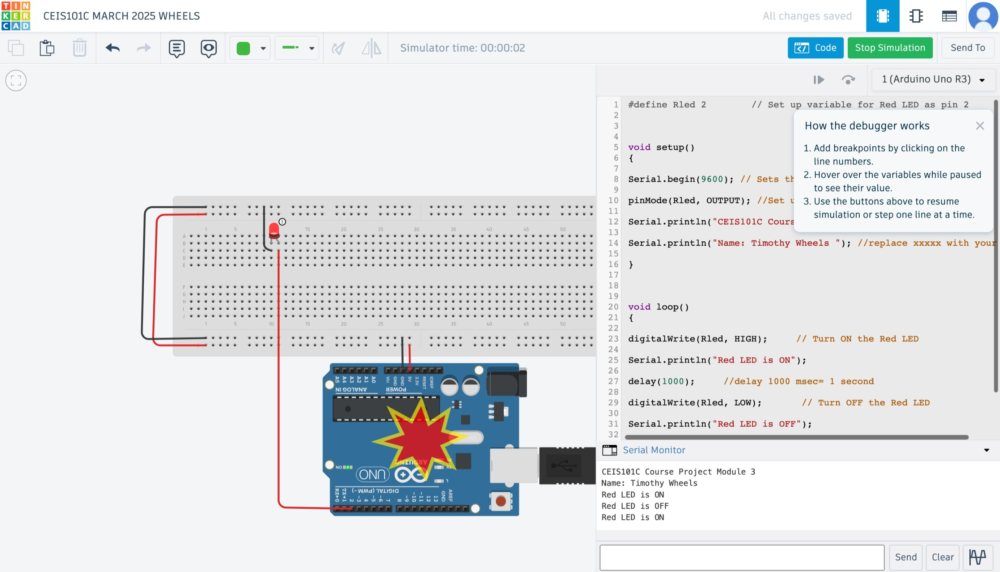 TIN
KER
CAD
CEIS101C MARCH 2025 WHEELS
All changes saved
Simulator time: 00:00:02
Code
Stop Simulation
Send To
1 (Arduino Uno R3)
1 #define Rled 2 // Set up variable for Red LED as pin 2
2
3
4
5 void setup()
6 {
7
8 Serial.begin(9600); // Sets th
9
10 pinMode(Rled, OUTPUT); //Set u
11
12 Serial.println("CEIS101C Cours
13
14 Serial.println("Name: Timothy Wheels "); //replace xxxxx with your
15
16 }
17
18
19
20 void loop()
21 {
22
23 digitalWrite(Rled, HIGH); // Turn ON the Red LED
24
25 Serial.println("Red LED is ON");
26
27 delay(1000); //delay 1000 msec= 1 second
28
29 digitalWrite(Rled, LOW); // Turn OFF the Red LED
30
31 Serial.println("Red LED is OFF");
32
How the debugger works
1. Add breakpoints by clicking on the
line numbers.
2. Hover over the variables while paused
to see their value.
3. Use the buttons above to resume
simulation or step one line at a time.
1 5 15 20 25 30 35 40 45 50
A
B
C
D
E
F
G
H
I
J
1 5 10 15 20 25 30 35 40 45 50
A5 A4 A3 A2 A1 A0 Vin GND GND 5V 3.3V RESET IOREF
ANALOG IN POWER
ARDUINO
RX
TX
L
ON
UNO
DIGITAL (PWM ~)
RX←0 TX→1 2 ~3 4 ~5 ~6 7 8 ~9 ~10 ~11 12 13 GND AREF
Serial Monitor
CEIS101C Course Project Module 3
Name: Timothy Wheels
Red LED is ON
Red LED is OFF
Red LED is ON
Send
Clear